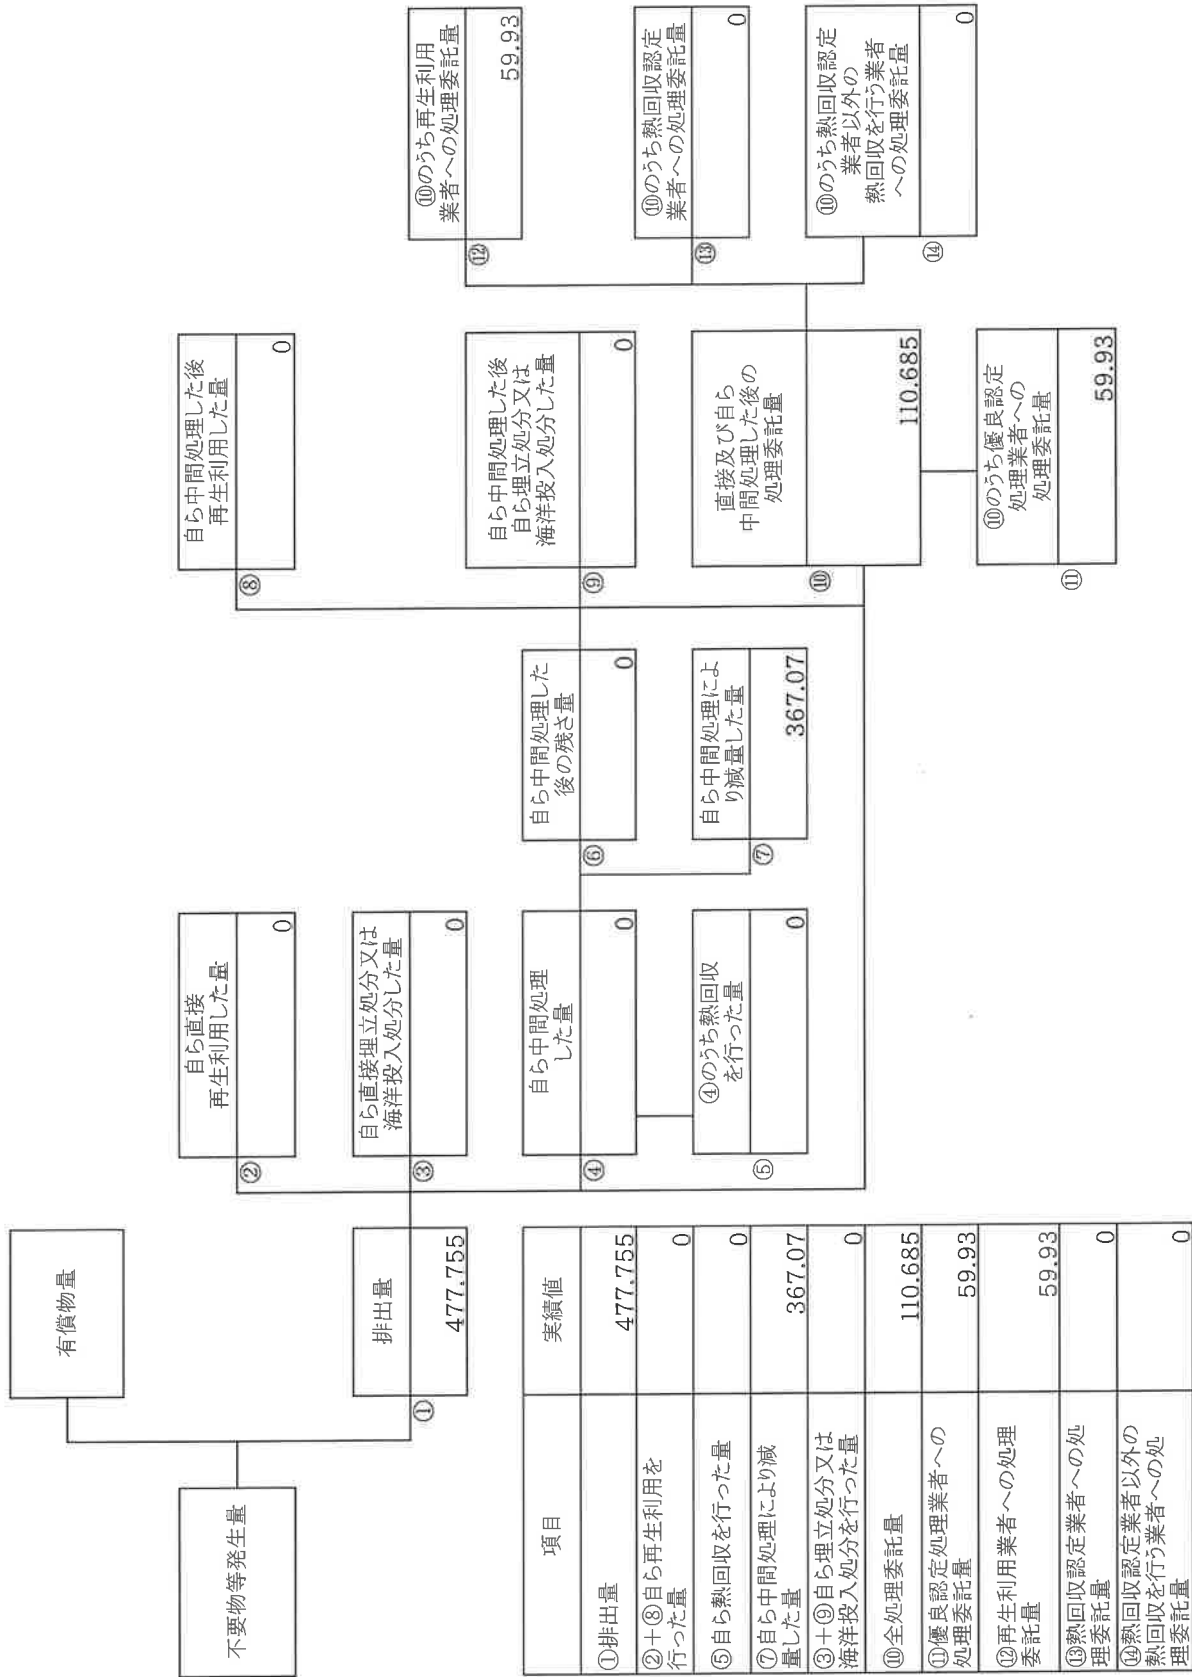 不要物等発生量
有償物量
①
排出量
477.755
②
自ら直接
再生利用した量
0
③
自ら直接埋立処分又は
海洋投入処分した量
0
④
自ら中間処理
した量
0
⑤
④のうち熱回収
を行った量
0
⑥
自ら中間処理した
後の残さ量
0
⑦
自ら中間処理によ
り減量した量
367.07
⑧
自ら中間処理した後
再生利用した量
0
⑨
自ら中間処理した後
自ら埋立処分又は
海洋投入処分した量
0
⑩
直接及び自ら
中間処理した後の
処理委託量
110.685
⑪
⑩のうち優良認定
処理業者への
処理委託量
59.93
⑫
⑩のうち再生利用
業者への処理委託量
59.93
⑬
⑩のうち熱回収認定
業者への処理委託量
0
⑭
⑩のうち熱回収認定
業者以外の
熱回収を行う業者
への処理委託量
0
項目 実績値
①排出量 477.755
②＋⑧自ら再生利用を
行った量 0
⑤自ら熱回収を行った量 0
⑦自ら中間処理により減
量した量 367.07
③＋⑨自ら埋立処分又は
海洋投入処分を行った量 0
⑩全処理委託量 110.685
⑪優良認定処理業者への
処理委託量 59.93
⑫再生利用業者への処理
委託量 59.93
⑬熱回収認定業者への処
理委託量 0
⑭熱回収認定業者以外の
熱回収を行う業者への処
理委託量 0